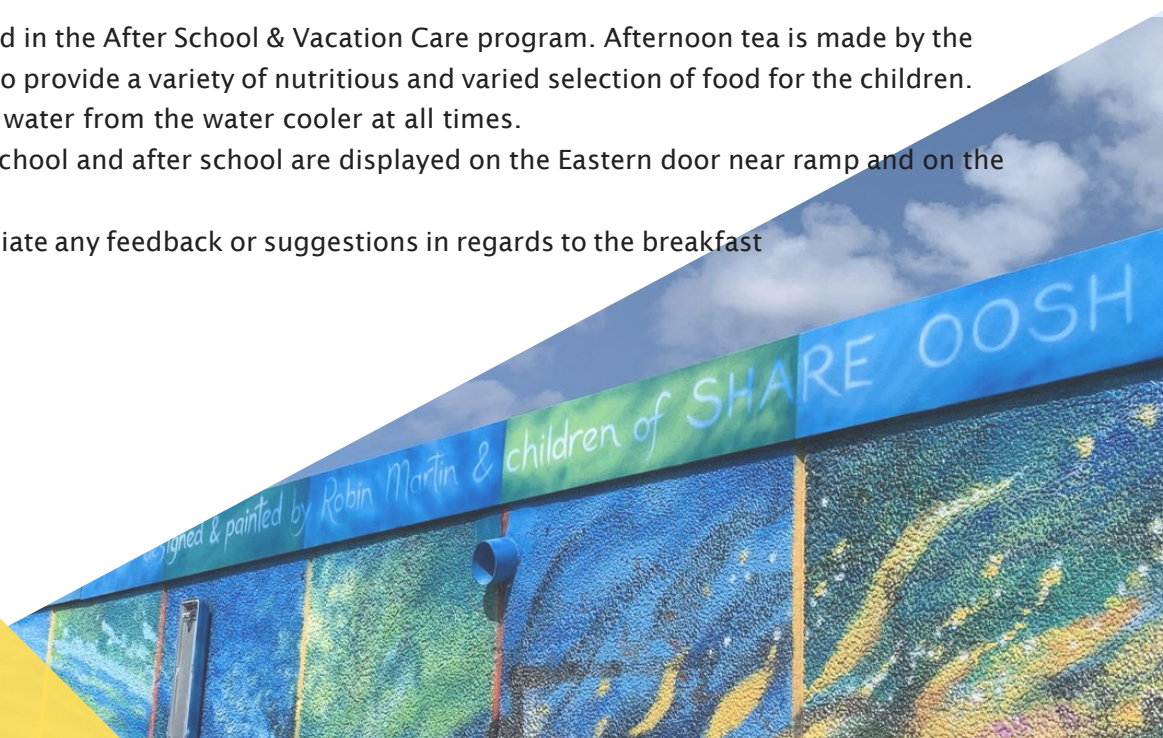 d in the After School & Vacation Care program. Afternoon tea is made by the
o provide a variety of nutritious and varied selection of food for the children.
water from the water cooler at all times.
chool and after school are displayed on the Eastern door near ramp and on the
iate any feedback or suggestions in regards to the breakfast
designed & painted by Robin Martin & children of SHARE OOSH